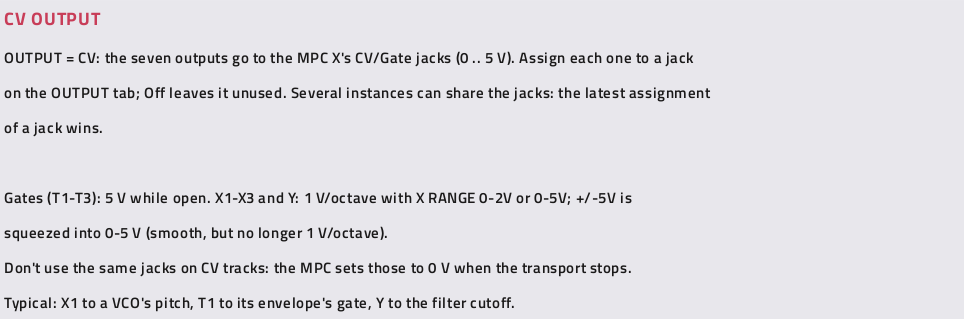 CV OUTPUT
OUTPUT = CV: the seven outputs go to the MPC X's CV/Gate jacks (0 .. 5 V). Assign each one to a jack
on the OUTPUT tab; Off leaves it unused. Several instances can share the jacks: the latest assignment
of a jack wins.
Gates (T1-T3): 5 V while open. X1-X3 and Y: 1 V/octave with X RANGE 0-2V or 0-5V; +/-5V is
squeezed into 0-5 V (smooth, but no longer 1 V/octave).
Don't use the same jacks on CV tracks: the MPC sets those to 0 V when the transport stops.
Typical: X1 to a VCO's pitch, T1 to its envelope's gate, Y to the filter cutoff.